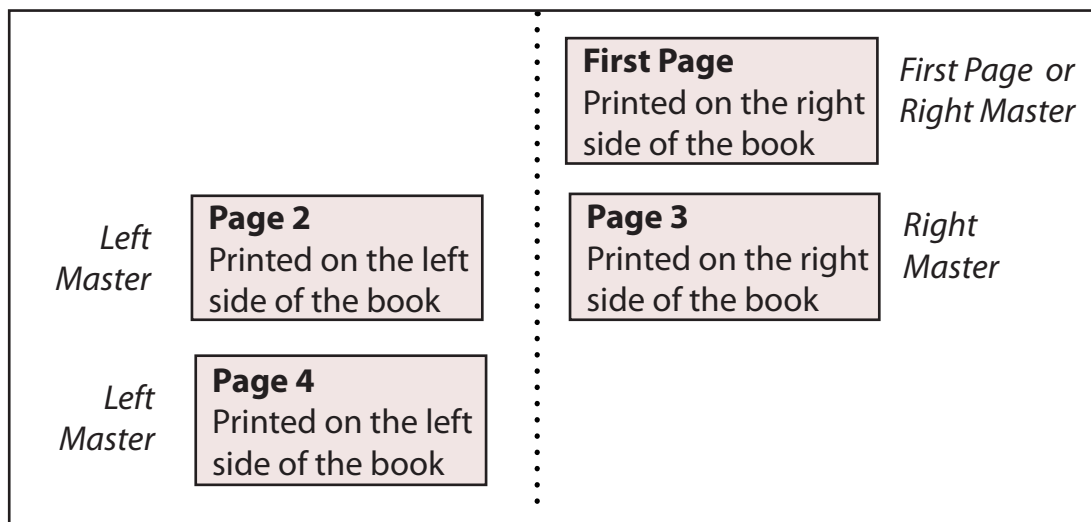 First Page
Printed on the right
side of the book
First Page or
Right Master
Left
Master
Page 2
Printed on the left
side of the book
Page 3
Printed on the right
side of the book
Right
Master
Left
Master
Page 4
Printed on the left
side of the book